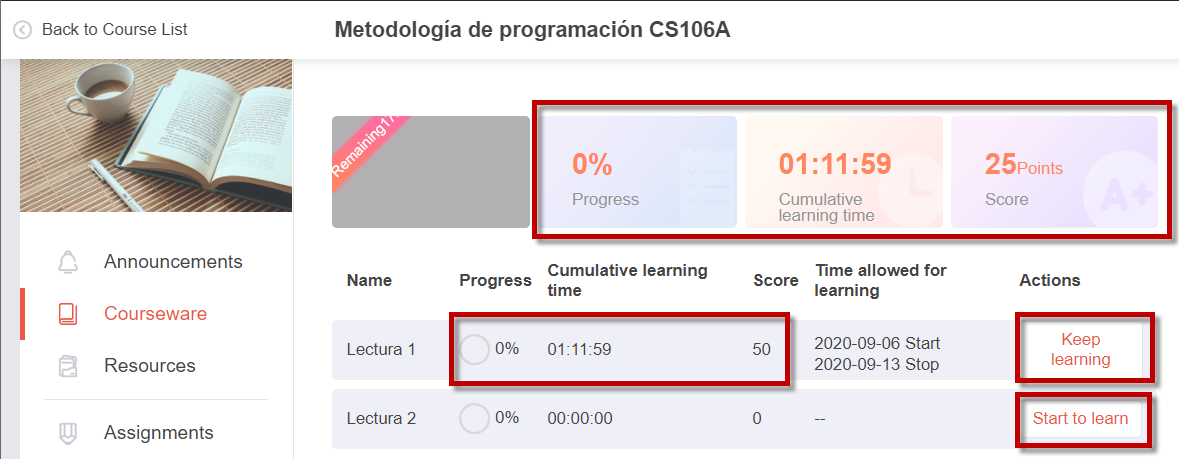 Back to Course List
Metodología de programación CS106A
Remaining17
0%
Progress
01:11:59
Cumulative
learning time
25Points
Score
A+
Announcements
Courseware
Resources
Assignments
Name
Progress
Cumulative learning
time
Score
Time allowed for
learning
Actions
Lectura 1
0%
01:11:59
50
2020-09-06 Start
2020-09-13 Stop
Keep
learning
Lectura 2
0%
00:00:00
0
--
Start to learn